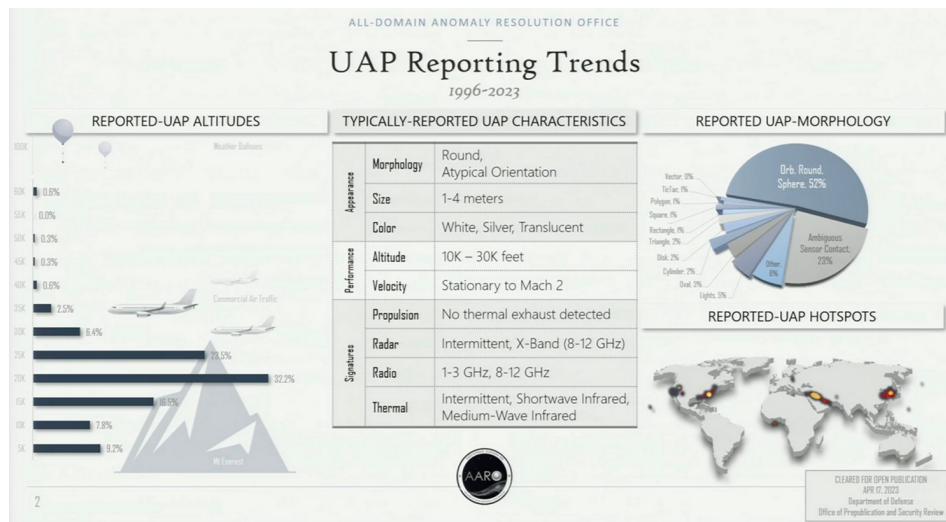 ALL-DOMAIN ANOMALY RESOLUTION OFFICE
UAP Reporting Trends
1996-2023
REPORTED-UAP ALTITUDES
100K
Weather Balloons
60K 0.6%
55K 0.0%
50K 0.3%
45K 0.3%
40K 0.6%
Commercial Air Traffic
35K 2.5%
30K 6.4%
25K 23.5%
20K 32.2%
15K 16.5%
10K 7.8%
5K 9.2%
Mt Everest
TYPICALLY-REPORTED UAP CHARACTERISTICS
Appearance
Morphology
Round,
Atypical Orientation
Size
1-4 meters
Color
White, Silver, Translucent
Performance
Altitude
10K – 30K feet
Velocity
Stationary to Mach 2
Signatures
Propulsion
No thermal exhaust detected
Radar
Intermittent, X-Band (8-12 GHz)
Radio
1-3 GHz, 8-12 GHz
Thermal
Intermittent, Shortwave Infrared,
Medium-Wave Infrared
AARO
REPORTED UAP-MORPHOLOGY
Orb, Round,
Sphere, 52%
Ambiguous
Sensor Contact,
23%
Other,
6%
Lights, 5%
Oval, 3%
Cylinder, 2%
Disk, 2%
Triangle, 2%
Rectangle, 1%
Square, 1%
Polygon, 1%
TicTac, 1%
Vector, 0%
REPORTED-UAP HOTSPOTS
CLEARED FOR OPEN PUBLICATION
APR 17, 2023
Department of Defense
Office of Prepublication and Security Review
2